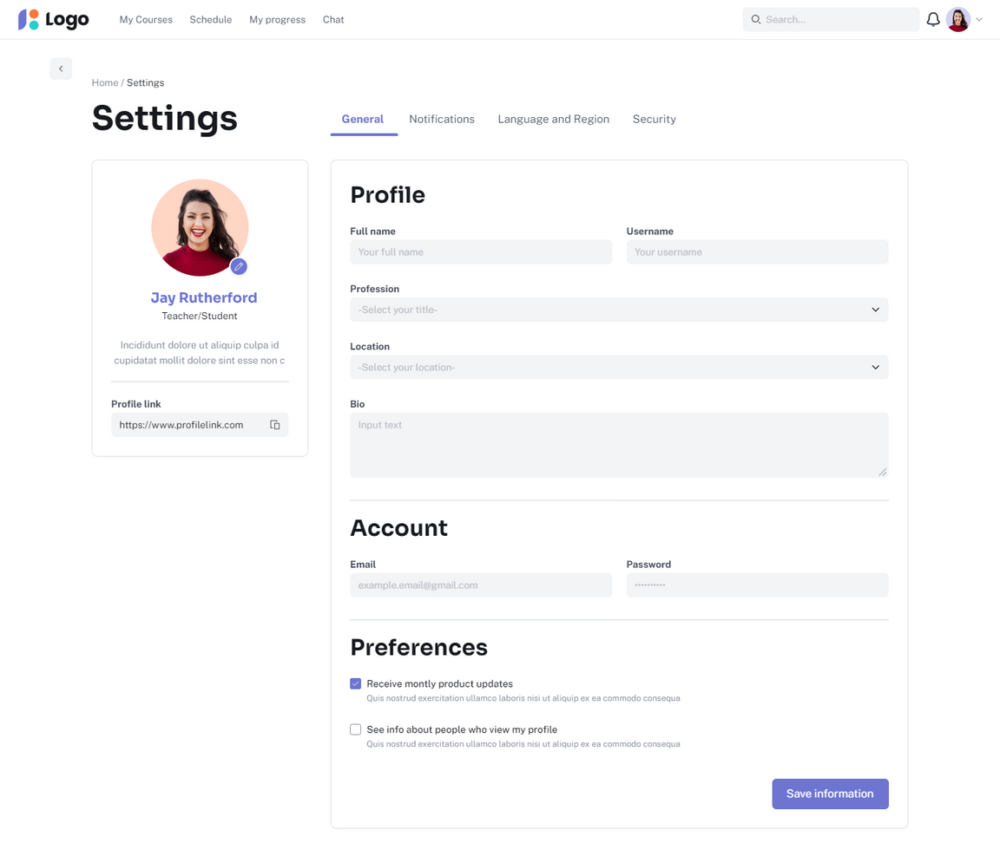 Logo
My Courses
Schedule
My progress
Chat
Search...
Home / Settings
Settings
General
Notifications
Language and Region
Security
Jay Rutherford
Teacher/Student
Incididunt dolore ut aliquip culpa id
cupidatat mollit dolore sint esse non c
Profile link
https://www.profilelink.com
Profile
Full name
Your full name
Username
Your username
Profession
-Select your title-
Location
-Select your location-
Bio
Input text
Account
Email
example.email@gmail.com
Password
••••••••••
Preferences
Receive montly product updates
Quis nostrud exercitation ullamco laboris nisi ut aliquip ex ea commodo consequa
See info about people who view my profile
Quis nostrud exercitation ullamco laboris nisi ut aliquip ex ea commodo consequa
Save information